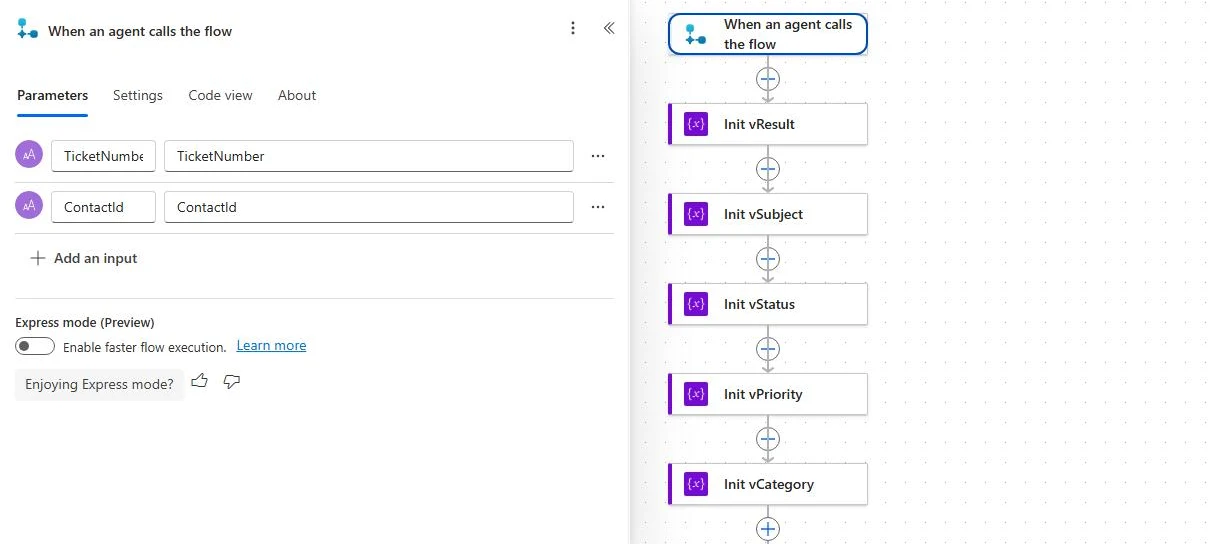 When an agent calls the flow
Parameters Settings Code view About
TicketNumbe TicketNumber
ContactId ContactId
Add an input
Express mode (Preview)
Enable faster flow execution. Learn more
Enjoying Express mode?
When an agent calls
the flow
{x} Init vResult
{x} Init vSubject
{x} Init vStatus
{x} Init vPriority
{x} Init vCategory